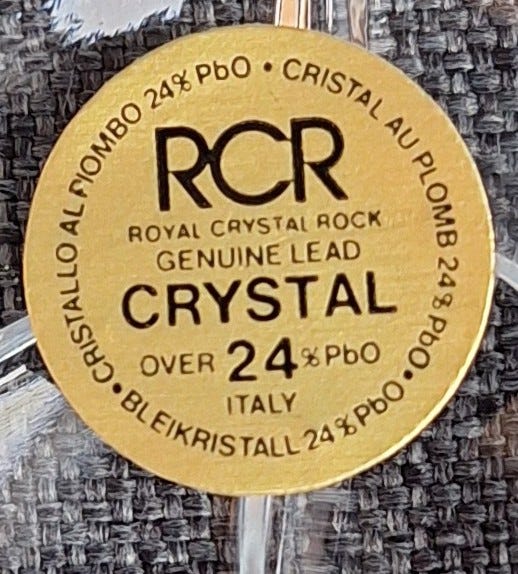 RCR
ROYAL CRYSTAL ROCK
GENUINE LEAD
CRYSTAL
OVER 24% PbO
ITALY
CRISTALLO AL PIOMBO 24% PbO • CRISTAL AU PLOMB 24% PbO • BLEIKRISTALL 24% PbO •